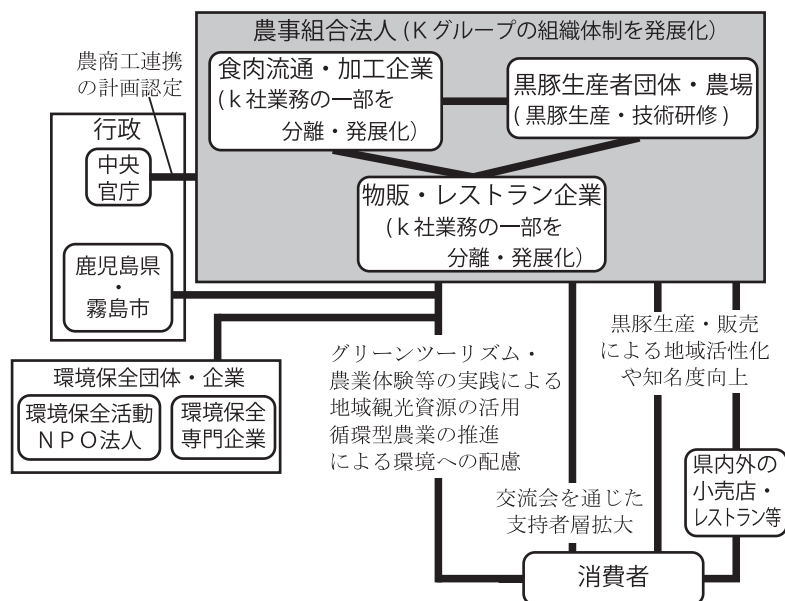 農事組合法人(Kグループの組織体制を発展化)
農商工連携
の計画認定
食肉流通・加工企業
(k社業務の一部を
分離・発展化)
黒豚生産者団体・農場
(黒豚生産・技術研修)
行政
中央
官庁
物販・レストラン企業
(k社業務の一部を
分離・発展化)
鹿児島県
・
霧島市
環境保全団体・企業
環境保全活動
NPO法人
環境保全
専門企業
グリーンツーリズム・
農業体験等の実践による
地域観光資源の活用
循環型農業の推進
による環境への配慮
黒豚生産・販売
による地域活性化
や知名度向上
交流会を通じた
支持者層拡大
県内外の
小売店・
レストラン等
消費者